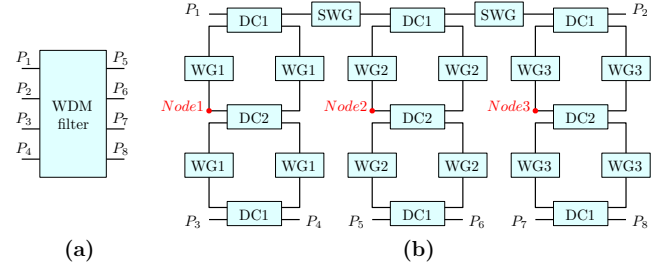 P1 DC1 SWG DC1 SWG DC1 P2
P1 P5
P2 P6
P3 P7
P4 P8
WDM
filter
WG1 WG1 WG2 WG2 WG3 WG3
Node1 DC2 Node2 DC2 Node3 DC2
WG1 WG1 WG2 WG2 WG3 WG3
P3 DC1 P4 P5 DC1 P6 P7 DC1 P8
(a) (b)